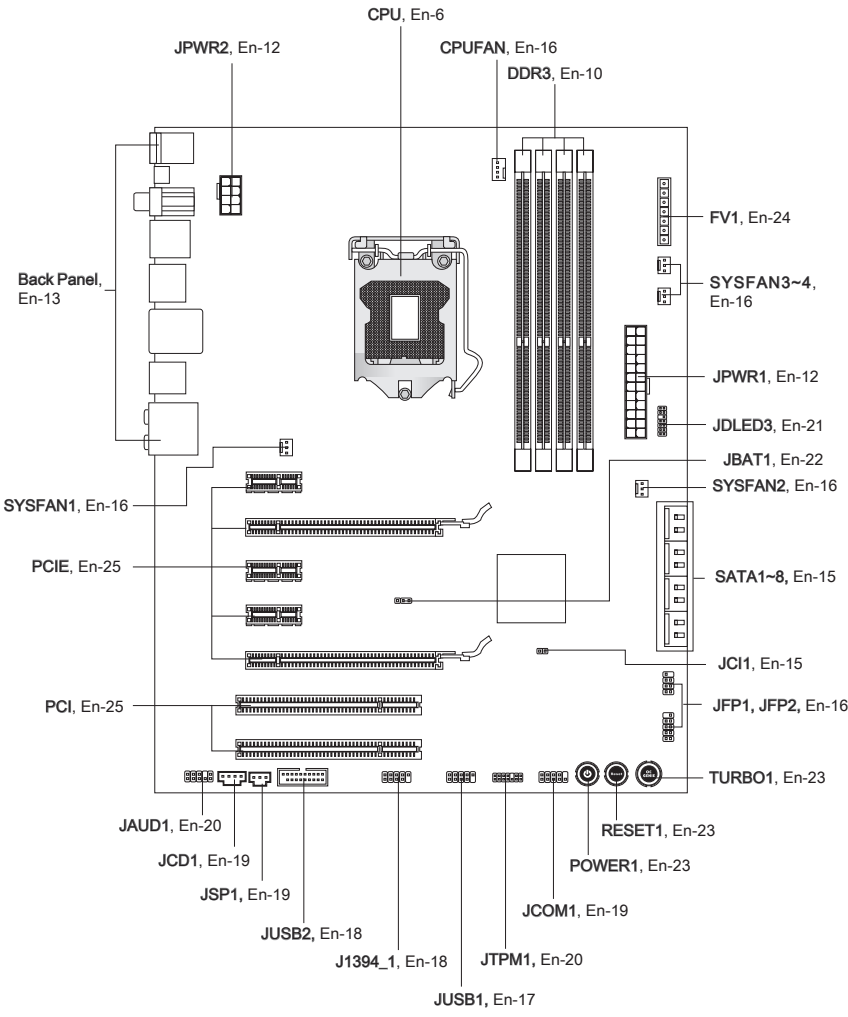 CPU, En-6
JPWR2, En-12
CPUFAN, En-16
DDR3, En-10
FV1, En-24
Back Panel,
En-13
SYSFAN3~4,
En-16
JPWR1, En-12
JDLED3, En-21
JBAT1, En-22
SYSFAN2, En-16
SYSFAN1, En-16
PCIE, En-25
SATA1~8, En-15
JCI1, En-15
PCI, En-25
JFP1, JFP2, En-16
TURBO1, En-23
JAUD1, En-20
RESET1, En-23
JCD1, En-19
POWER1, En-23
JSP1, En-19
JCOM1, En-19
JUSB2, En-18
J1394_1, En-18
JTPM1, En-20
JUSB1, En-17